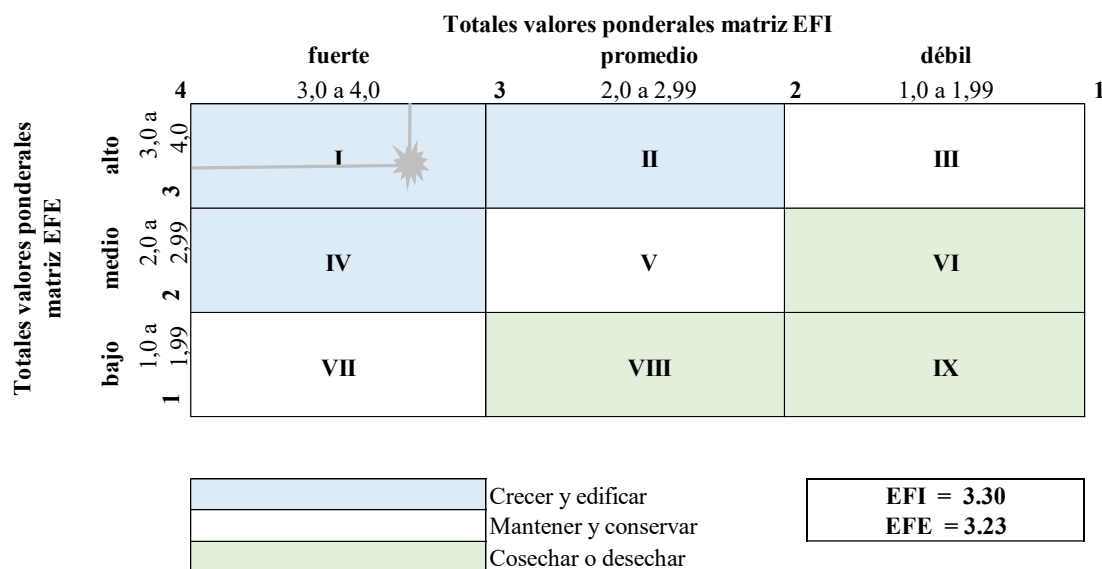 Totales valores ponderales matriz EFI
fuerte promedio débil
4 3,0 a 4,0 3 2,0 a 2,99 2 1,0 a 1,99 1
Totales valores ponderales
matriz EFE
alto
3,0 a
4,0
3
I II III
medio
2,0 a
2,99
2
IV V VI
bajo
1,0 a
1,99
1
VII VIII IX
Crecer y edificar
Mantener y conservar
Cosechar o desechar
EFI = 3.30
EFE = 3.23